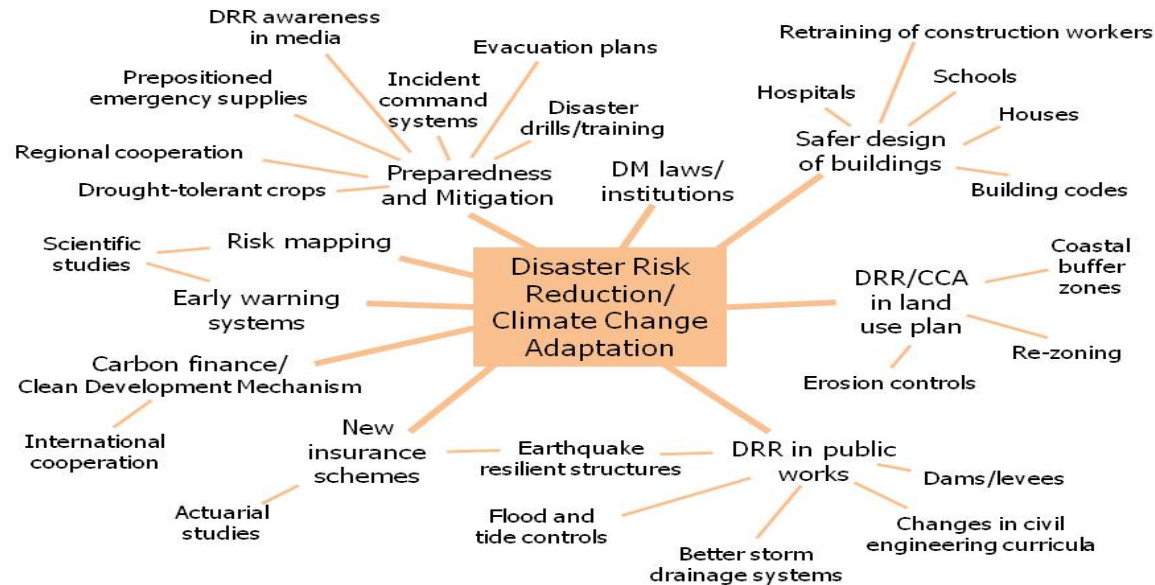 DRR awareness
in media
Evacuation plans
Retraining of construction workers
Prepositioned
emergency supplies
Incident
command
systems
Disaster
drills/training
Hospitals
Schools
Houses
Safer design
of buildings
Building codes
Regional cooperation
Drought-tolerant crops
Preparedness
and Mitigation
DM laws/
institutions
Scientific
studies
Risk mapping
Early warning
systems
Disaster Risk
Reduction/
Climate Change
Adaptation
DRR/CCA
in land
use plan
Coastal
buffer
zones
Re-zoning
Erosion controls
Carbon finance/
Clean Development Mechanism
International
cooperation
New
insurance
schemes
Actuarial
studies
Earthquake
resilient structures
DRR in public
works
Dams/levees
Flood and
tide controls
Better storm
drainage systems
Changes in civil
engineering curricula